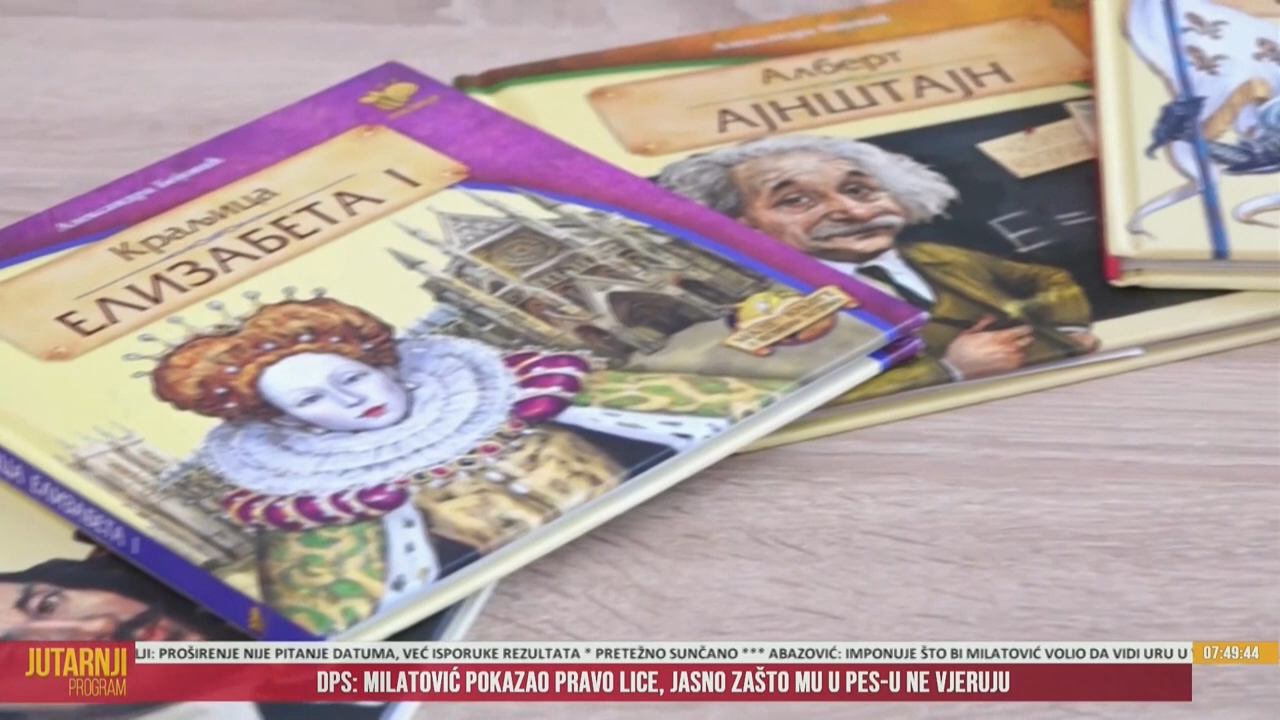 Алберт
АЈНШТАЈН
E =
Краљица
ЕЛИЗАБЕТА I
ЕЛИЗАБЕТА I
LJI: PROŠIRENJE NIJE PITANJE DATUMA, VEĆ ISPORUKE REZULTATA * PRETEŽNO SUNČANO *** ABAZOVIĆ: IMPONUJE ŠTO BI MILATOVIĆ VOLIO DA VIDI URU U
07:49:44
JUTARNJI
PROGRAM
DPS: MILATOVIĆ POKAZAO PRAVO LICE, JASNO ZAŠTO MU U PES-U NE VJERUJU